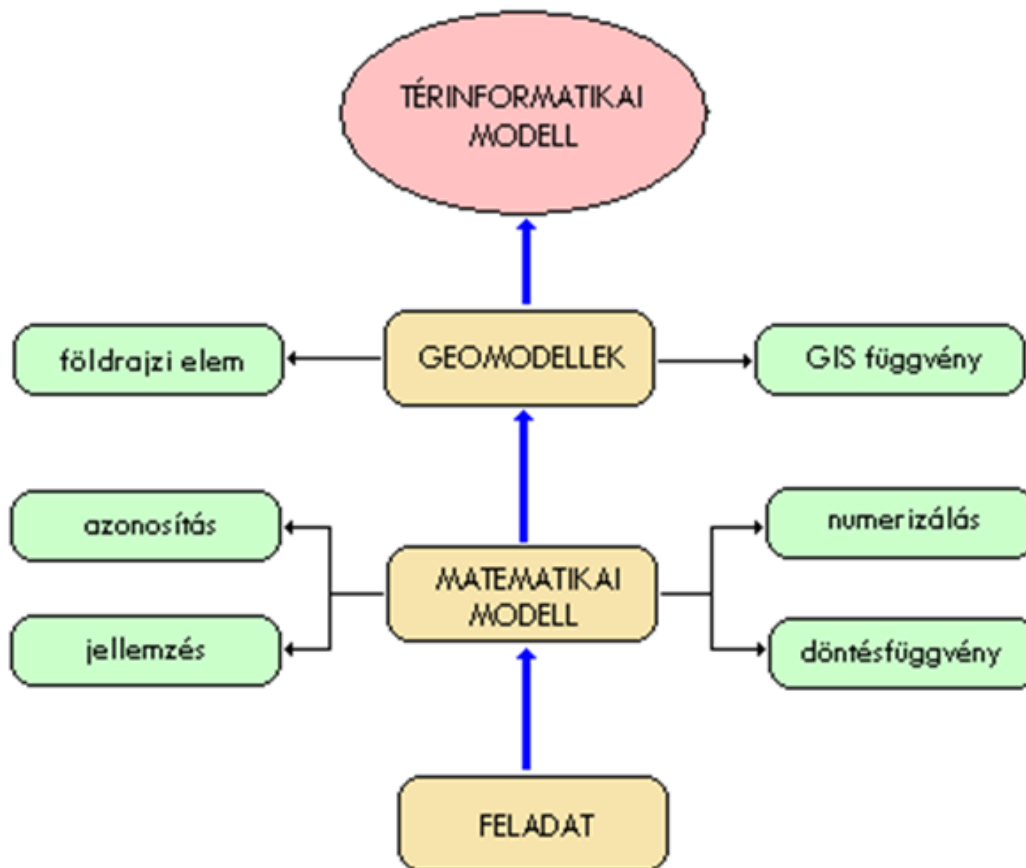 TÉRINFORMATIKAI
MODELL
földrajzi elem
GEOMODELLEK
GIS függvény
azonosítás
numerizálás
MATEMATIKAI
MODELL
jellemzés
döntésfüggvény
FELADAT